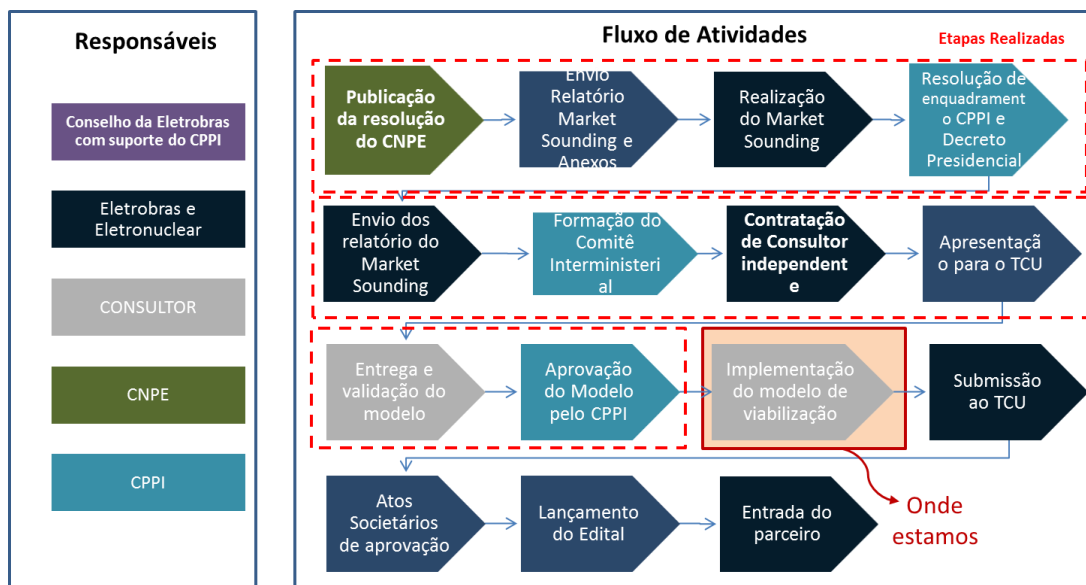 Responsáveis
Conselho da Eletrobras
com suporte do CPPI
Eletrobras e
Eletronuclear
CONSULTOR
CNPE
CPPI
Fluxo de Atividades
Etapas Realizadas
Publicação
da resolução
do CNPE
Envio
Relatório
Market
Sounding e
Anexos
Realização
do Market
Sounding
Resolução de
enquadrament
o CPPI e
Decreto
Presidencial
Envio dos
relatório do
Market
Sounding
Formação do
Comitê
Interministeri
al
Contratação
de Consultor
independent
e
Apresentaçã
o para o TCU
Entrega e
validação do
modelo
Aprovação
do Modelo
pelo CPPI
Implementação
do modelo de
viabilização
Submissão
ao TCU
Atos
Societários
de aprovação
Lançamento
do Edital
Entrada do
parceiro
Onde
estamos